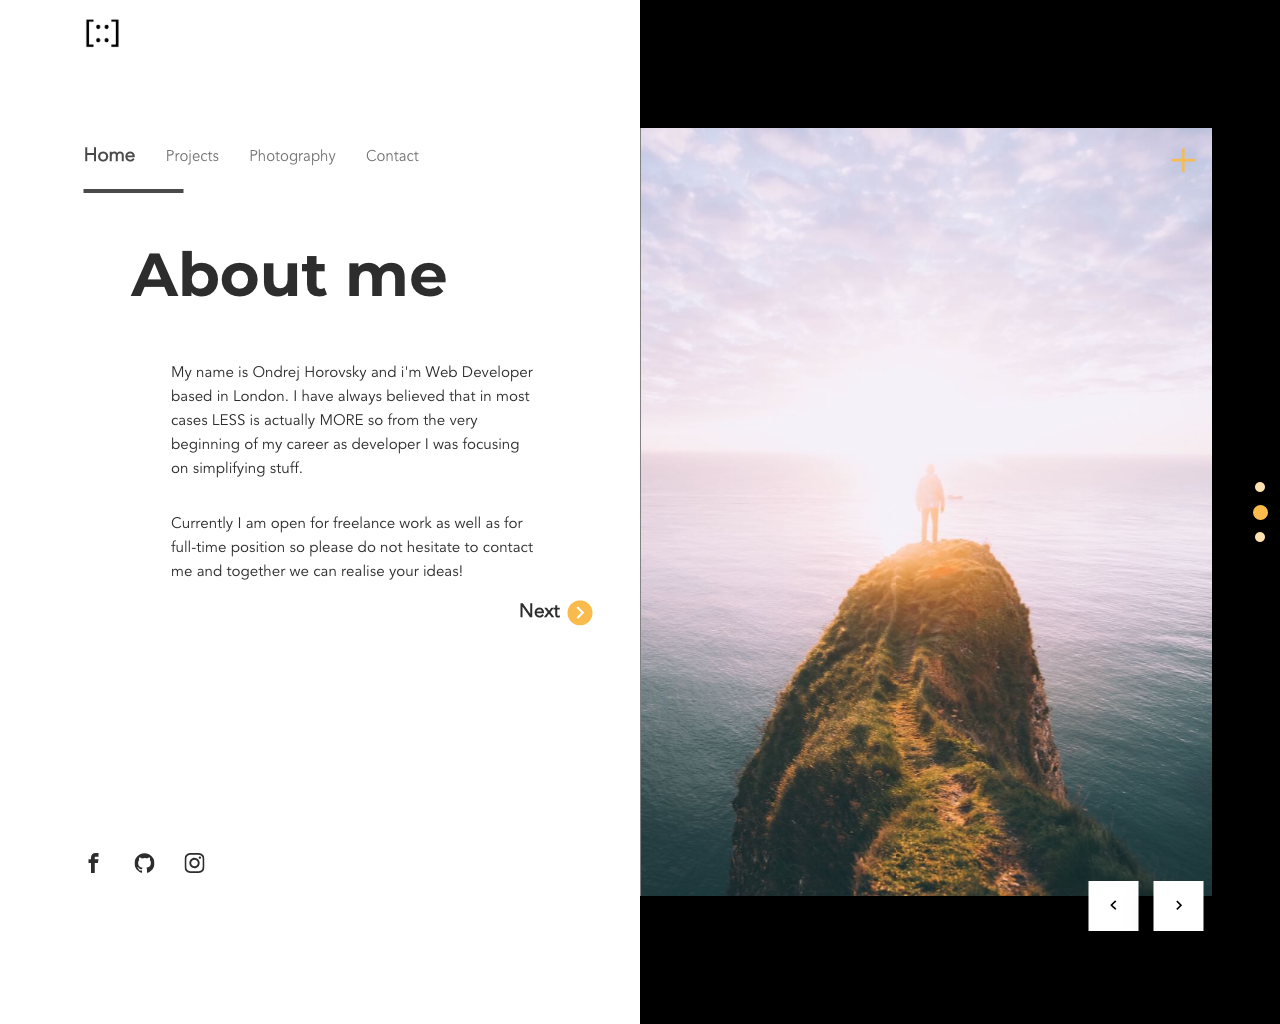 [::]
Home Projects Photography Contact
About me
My name is Ondrej Horovsky and i'm Web Developer
based in London. I have always believed that in most
cases LESS is actually MORE so from the very
beginning of my career as developer I was focusing
on simplifying stuff.
Currently I am open for freelance work as well as for
full-time position so please do not hesitate to contact
me and together we can realise your ideas!
Next